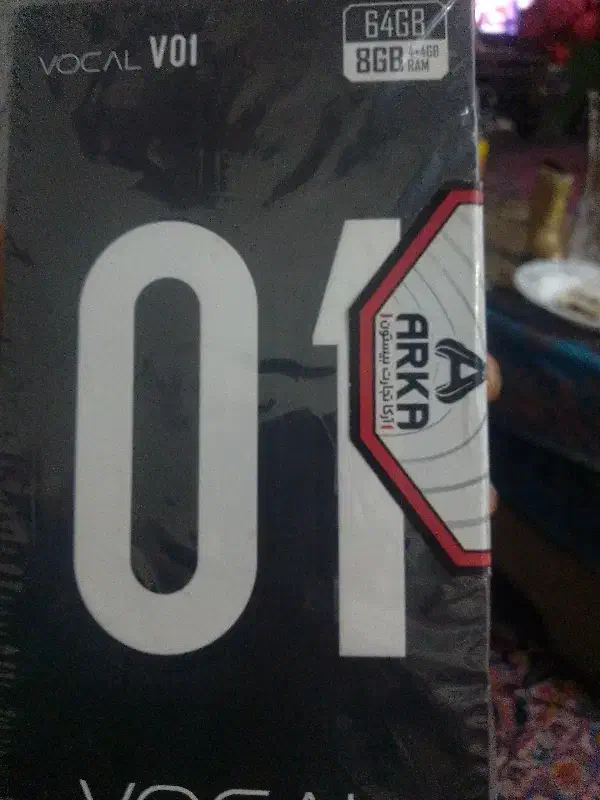 VOCAL V01
64GB
8GB 4+4GB
RAM
01
ARKA
آرکا تجارت بیستون
VOCAL